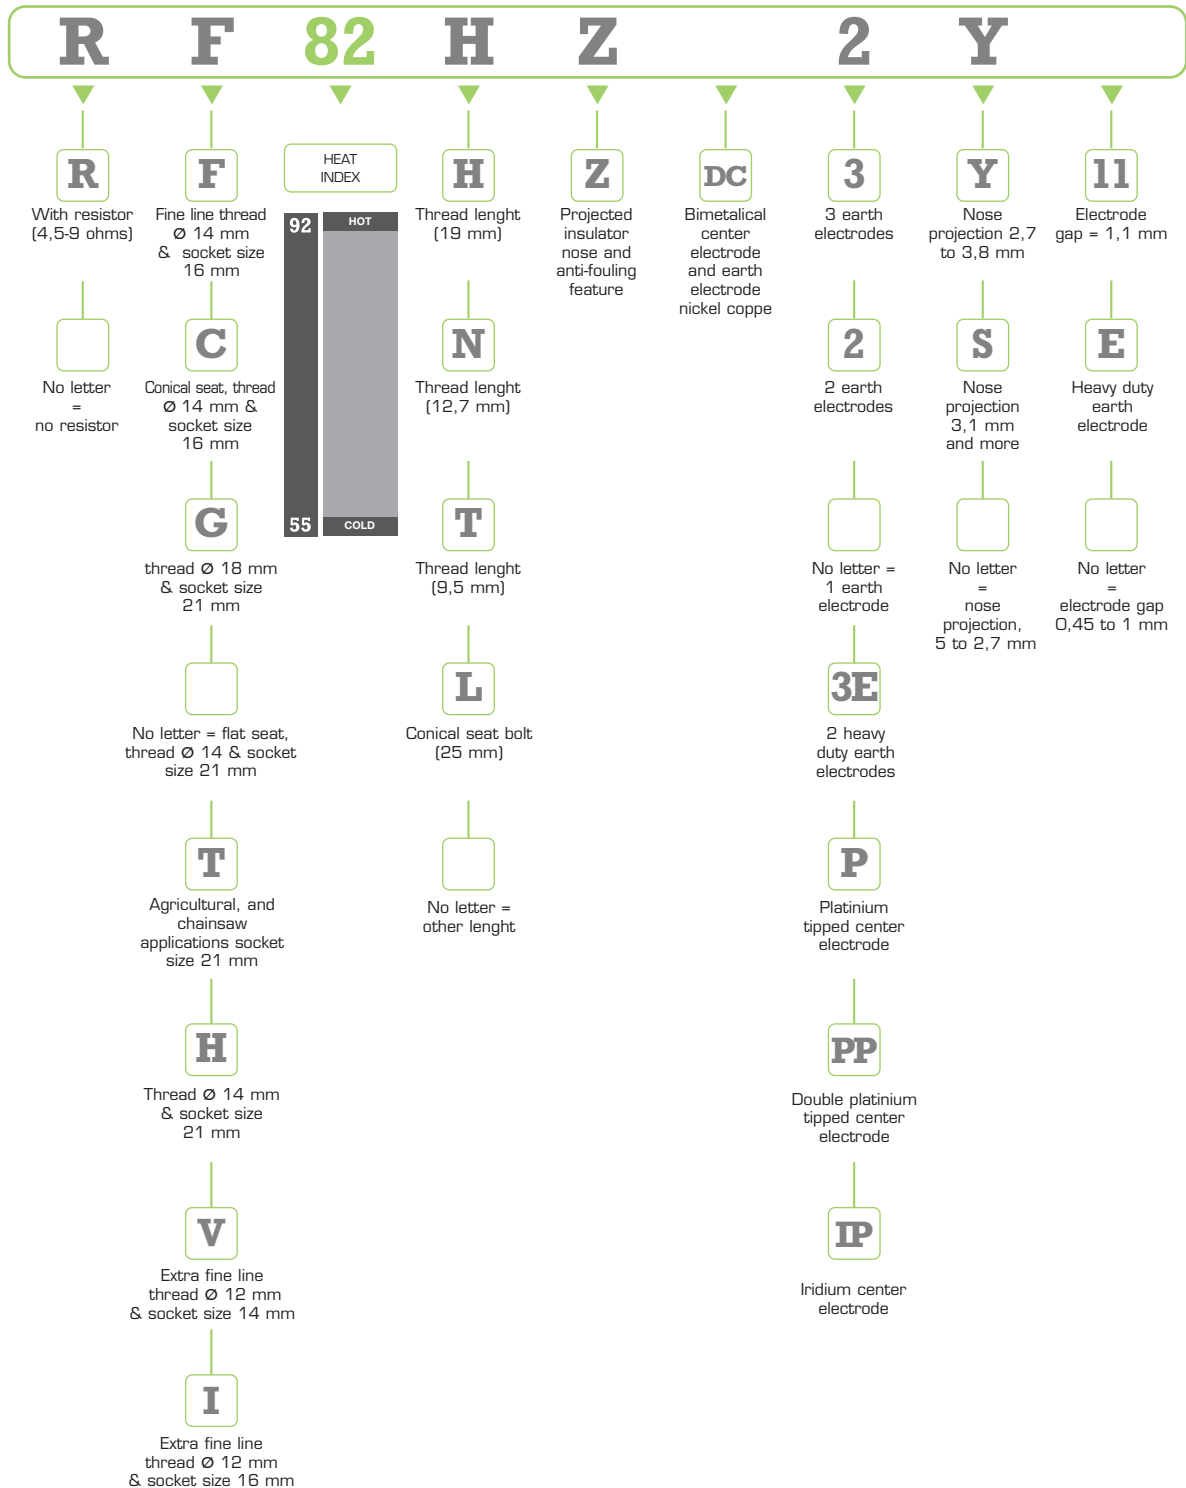 R F 82 H Z 2 Y
R
With resistor
(4,5-9 ohms)
No letter
=
no resistor
F
Fine line thread
Ø 14 mm
& socket size
16 mm
C
Conical seat, thread
Ø 14 mm &
socket size
16 mm
G
thread Ø 18 mm
& socket size
21 mm
No letter = flat seat,
thread Ø 14 & socket
size 21 mm
T
Agricultural, and
chainsaw
applications socket
size 21 mm
H
Thread Ø 14 mm
& socket size
21 mm
V
Extra fine line
thread Ø 12 mm
& socket size 14 mm
I
Extra fine line
thread Ø 12 mm
& socket size 16 mm
HEAT
INDEX
92 HOT
55 COLD
H
Thread lenght
(19 mm)
N
Thread lenght
(12,7 mm)
T
Thread lenght
(9,5 mm)
L
Conical seat bolt
(25 mm)
No letter =
other lenght
Z
Projected
insulator
nose and
anti-fouling
feature
DC
Bimetalical
center
electrode
and earth
electrode
nickel coppe
3
3 earth
electrodes
2
2 earth
electrodes
No letter =
1 earth
electrode
3E
2 heavy
duty earth
electrodes
P
Platinium
tipped center
electrode
PP
Double platinium
tipped center
electrode
IP
Iridium center
electrode
Y
Nose
projection 2,7
to 3,8 mm
S
Nose
projection
3,1 mm
and more
No letter
=
nose
projection,
5 to 2,7 mm
11
Electrode
gap = 1,1 mm
E
Heavy duty
earth
electrode
No letter
=
electrode gap
0,45 to 1 mm